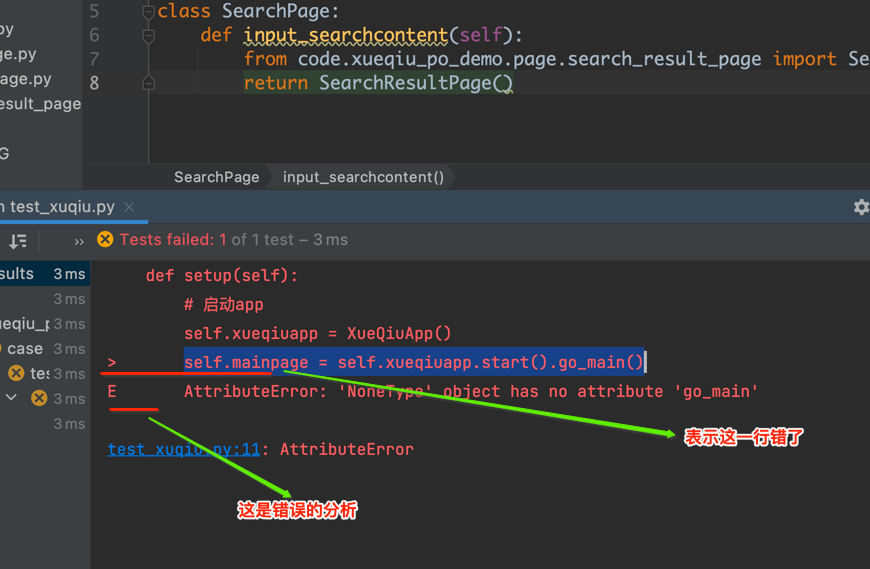 py
ge.py
age.py
esult_page
G
5 class SearchPage:
6 def input_searchcontent(self):
7 from code.xueqiu_po_demo.page.search_result_page import Se
8 return SearchResultPage()
SearchPage input_searchcontent()
n test_xuqiu.py ×
» Tests failed: 1 of 1 test – 3 ms
sults 3 ms
3 ms
ueqiu_p 3 ms
case 3 ms
tes 3 ms
3 ms
3 ms
def setup(self):
# 启动app
self.xueqiuapp = XueQiuApp()
> self.mainpage = self.xueqiuapp.start().go_main()
E AttributeError: 'NoneType' object has no attribute 'go_main'
表示这一行错了
test_xuqiu.py:11: AttributeError
这是错误的分析